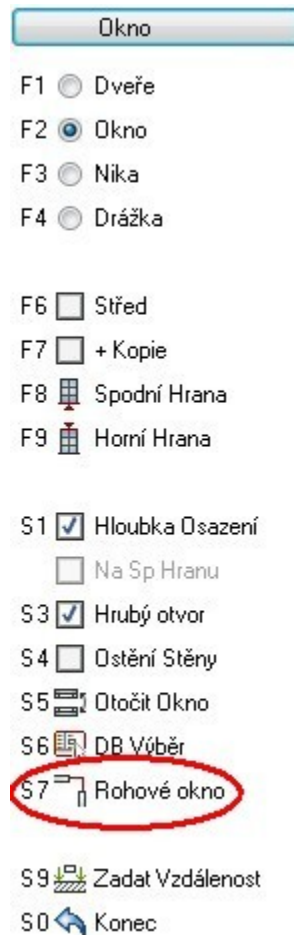 Okno
F1 Dveře
F2 Okno
F3 Nika
F4 Drážka
F6 Střed
F7 + Kopie
F8 Spodní Hrana
F9 Horní Hrana
S1 Hloubka Osazení
Na Sp Hranu
S3 Hrubý otvor
S4 Ostění Stěny
S5 Otočit Okno
S6 DB Výběr
S7 Rohové okno
S9 Zadat Vzdálenost
S0 Konec